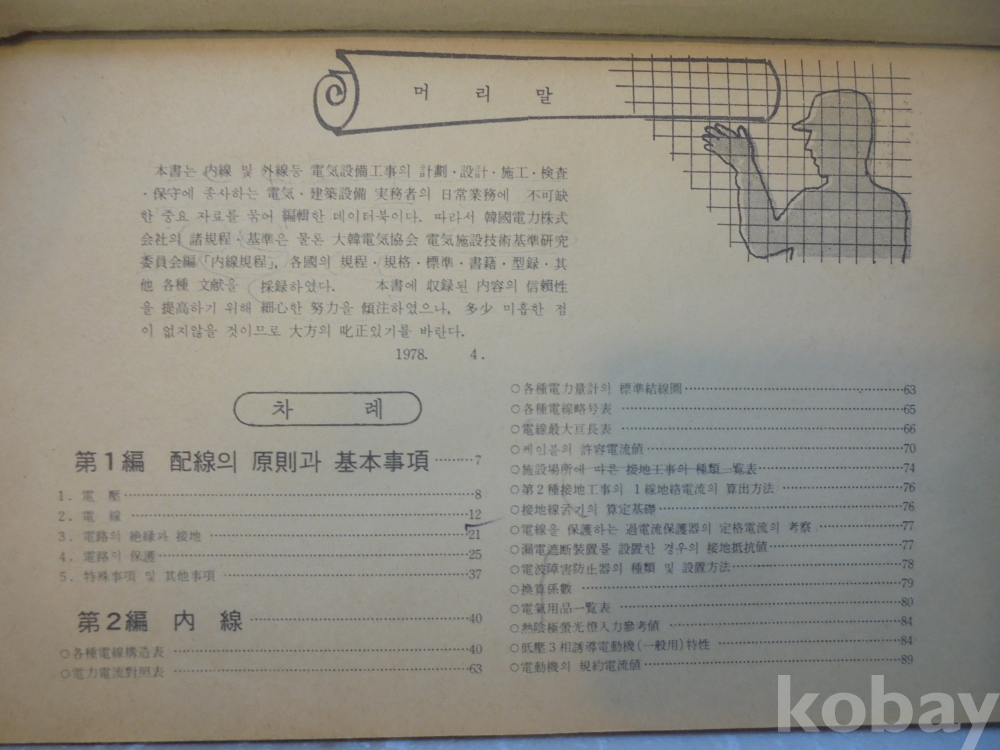 머 리 말
本書는 內線 및 外線등 電気設備工事의 計劃·設計·施工·検査
·保守에 종사하는 電気·建築設備 実務者의 日常業務에 不可缺
한 중요 자료를 묶어 編輯한 데이터북이다. 따라서 韓國電力株式
会社의 諸規程·基準은 물론 大韓電気協会 電気施設技術基準研究
委員会編「內線規程」, 各國의 規程·規格·標準·書籍·型録·其
他 各種 文献을 採録하였다. 本書에 収録된 内容의 信頼性
을 提高하기 위해 細心한 努力을 傾注하였으나, 多少 미흡한 점
이 없지않을 것이므로 大方의 叱正있기를 바란다.
1978. 4.
차 례
第1編 配線의 原則과 基本事項 ……… 7
1. 電 壓 ……… 8
2. 電 線 ……… 12
3. 電路의 絶縁과 接地 ……… 21
4. 電路의 保護 ……… 25
5. 特殊事項 및 其他事項 ……… 37
第2編 内 線 ……… 40
○各種電線構造表 ……… 40
○電力電流對照表 ……… 63
○各種電力量計의 標準結線圖 ……… 63
○各種電線略号表 ……… 65
○電線最大亘長表 ……… 66
○케이블의 許容電流値 ……… 70
○施設場所에 따른 接地工事의 種類一覧表 ……… 74
○第2種接地工事의 1線地絡電流의 算出方法 ……… 76
○接地線굵기의 算定基礎 ……… 76
○電線을 保護하는 過電流保護器의 定格電流의 考察 ……… 77
○漏電遮断裝置를 設置한 경우의 接地抵抗値 ……… 77
○電波障害防止器의 種類 및 設置方法 ……… 78
○換算係數 ……… 79
○電氣用品一覧表 ……… 80
○熱陰極螢光燈入力參考値 ……… 84
○低壓3相誘導電動機(一般用)特性 ……… 84
○電動機의 規約電流値 ……… 89
kobay